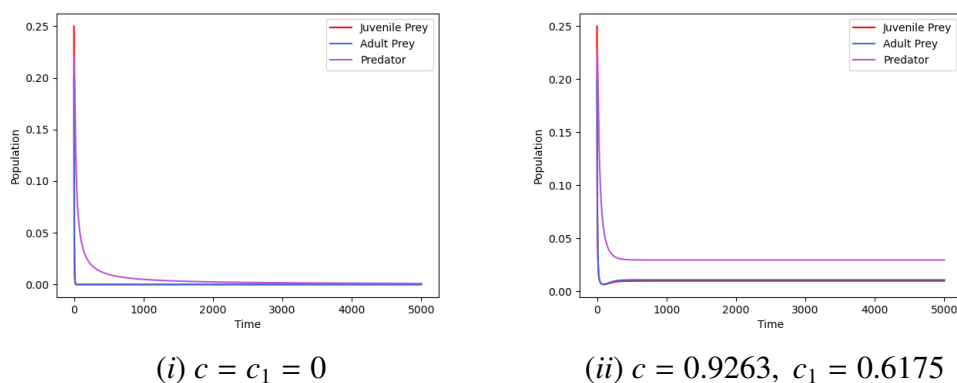 0.25
0.20
0.15
0.10
0.05
0.00
Population
0
1000
2000
3000
4000
5000
Time
Juvenile Prey
Adult Prey
Predator
(i) c = c₁ = 0
0.25
0.20
0.15
0.10
0.05
0.00
Population
0
1000
2000
3000
4000
5000
Time
Juvenile Prey
Adult Prey
Predator
(ii) c = 0.9263, c₁ = 0.6175